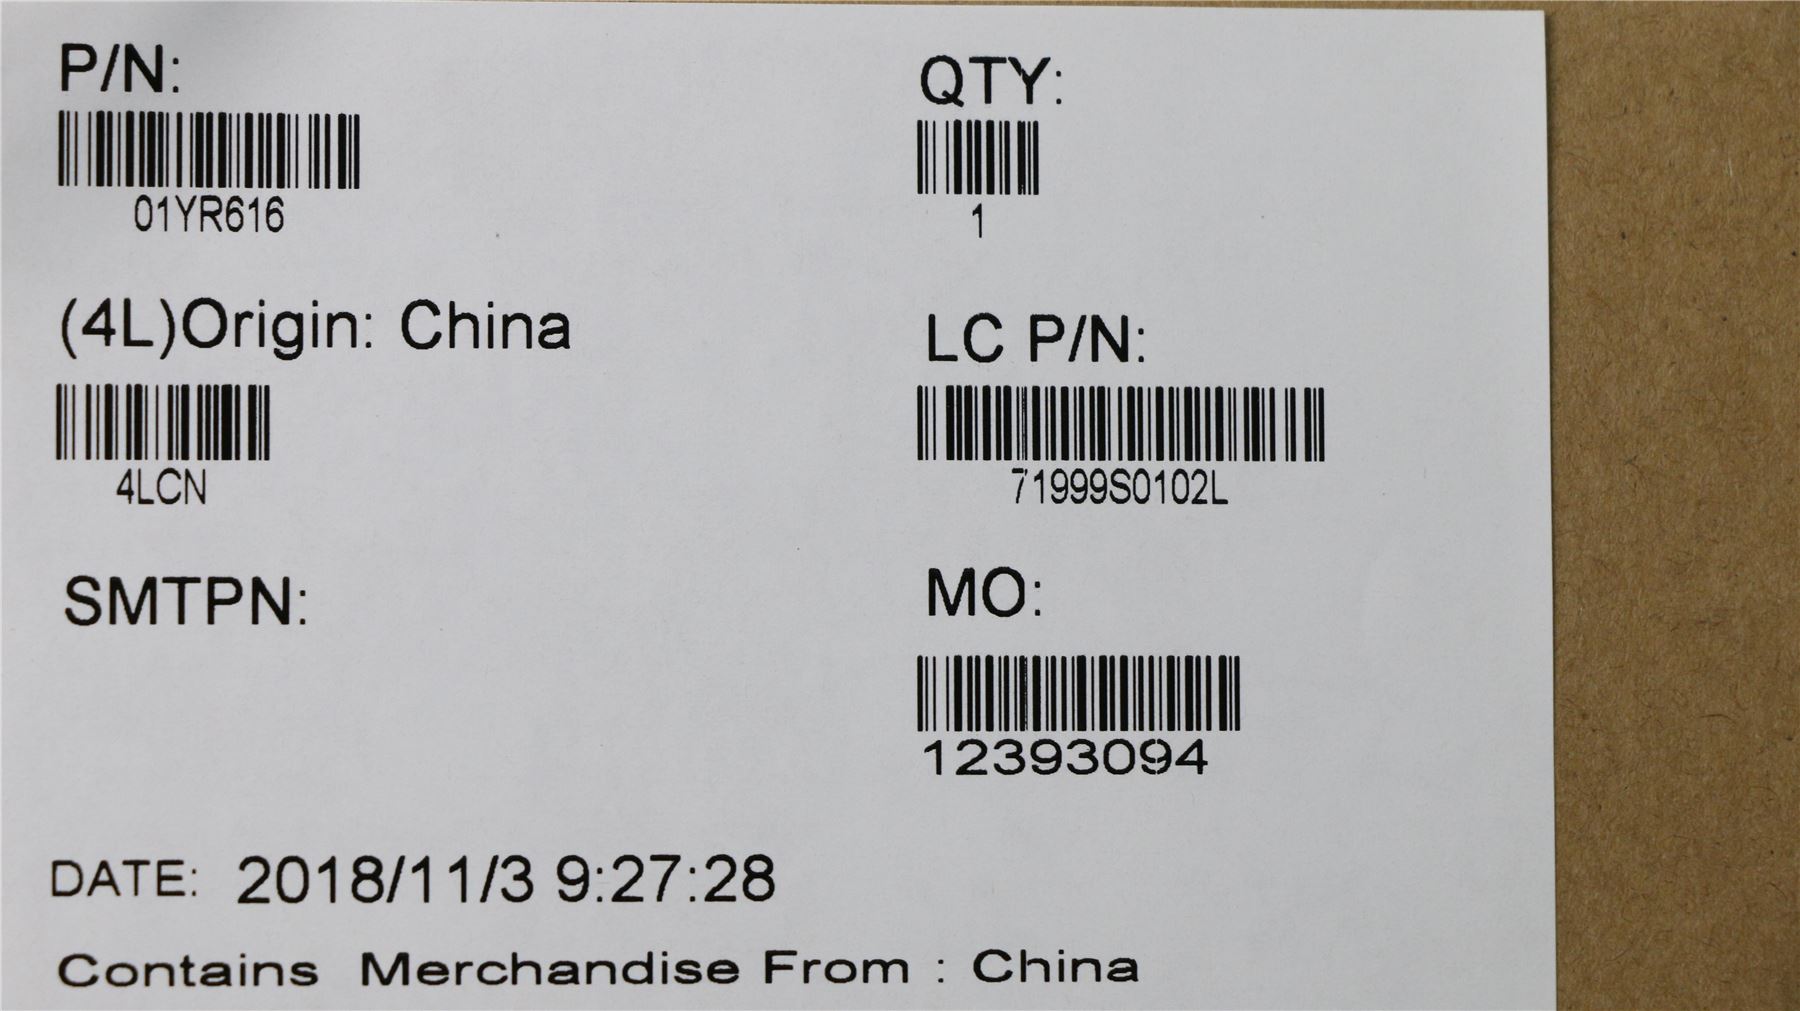 P/N:
QTY:
01YR616
1
(4L)Origin: China
LC P/N:
4LCN
71999S0102L
SMTPN:
MO:
12393094
DATE: 2018/11/3 9:27:28
Contains Merchandise From : China